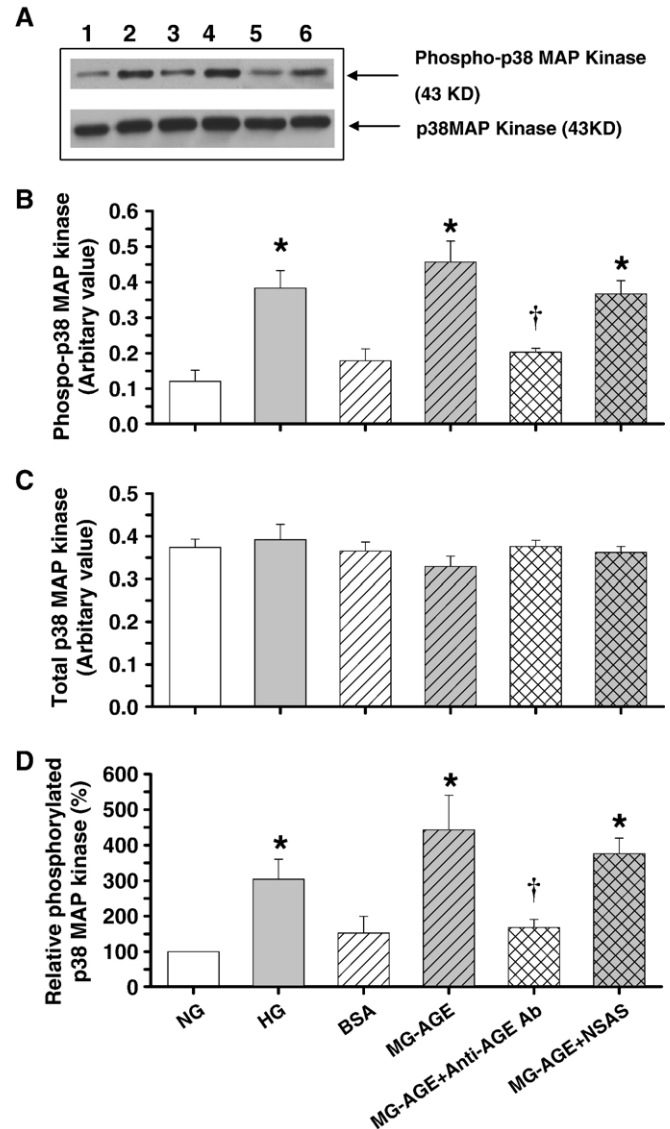 A
1 2 3 4 5 6
Phospho-p38 MAP Kinase
(43 KD)
p38MAP Kinase (43KD)
B
Phospo-p38 MAP kinase
(Arbitary value)
0.6
0.5
0.4
0.3
0.2
0.1
0.0
*
*
†
*
C
Total p38 MAP kinase
(Arbitary value)
0.5
0.4
0.3
0.2
0.1
0.0
D
Relative phosphorylated
p38 MAP kinase (%)
600
500
400
300
200
100
0
*
*
†
*
NG
HG
BSA
MG-AGE
MG-AGE+Anti-AGE Ab
MG-AGE+NSAS